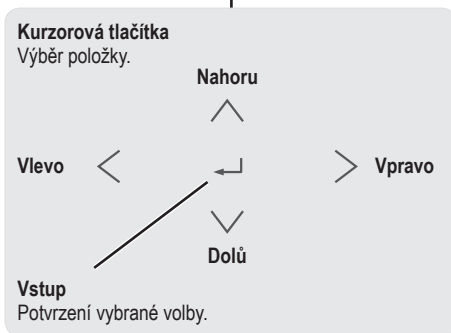 Kurzorová tlačítka
Výběr položky.
Nahoru
Vlevo
Vpravo
Dolů
Vstup
Potvrzení vybrané volby.